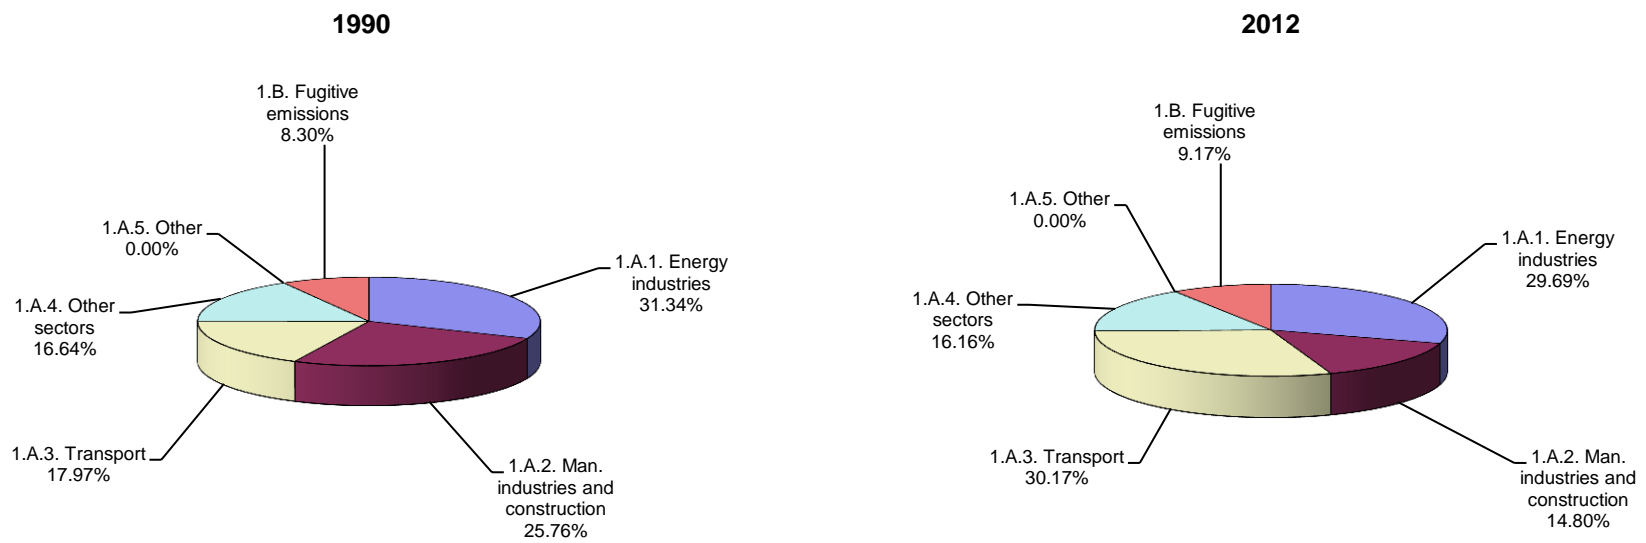 1990
1.B. Fugitive
emissions
8.30%
1.A.5. Other
0.00%
1.A.1. Energy
industries
31.34%
1.A.4. Other
sectors
16.64%
1.A.3. Transport
17.97%
1.A.2. Man.
industries and
construction
25.76%
2012
1.B. Fugitive
emissions
9.17%
1.A.5. Other
0.00%
1.A.1. Energy
industries
29.69%
1.A.4. Other
sectors
16.16%
1.A.3. Transport
30.17%
1.A.2. Man.
industries and
construction
14.80%